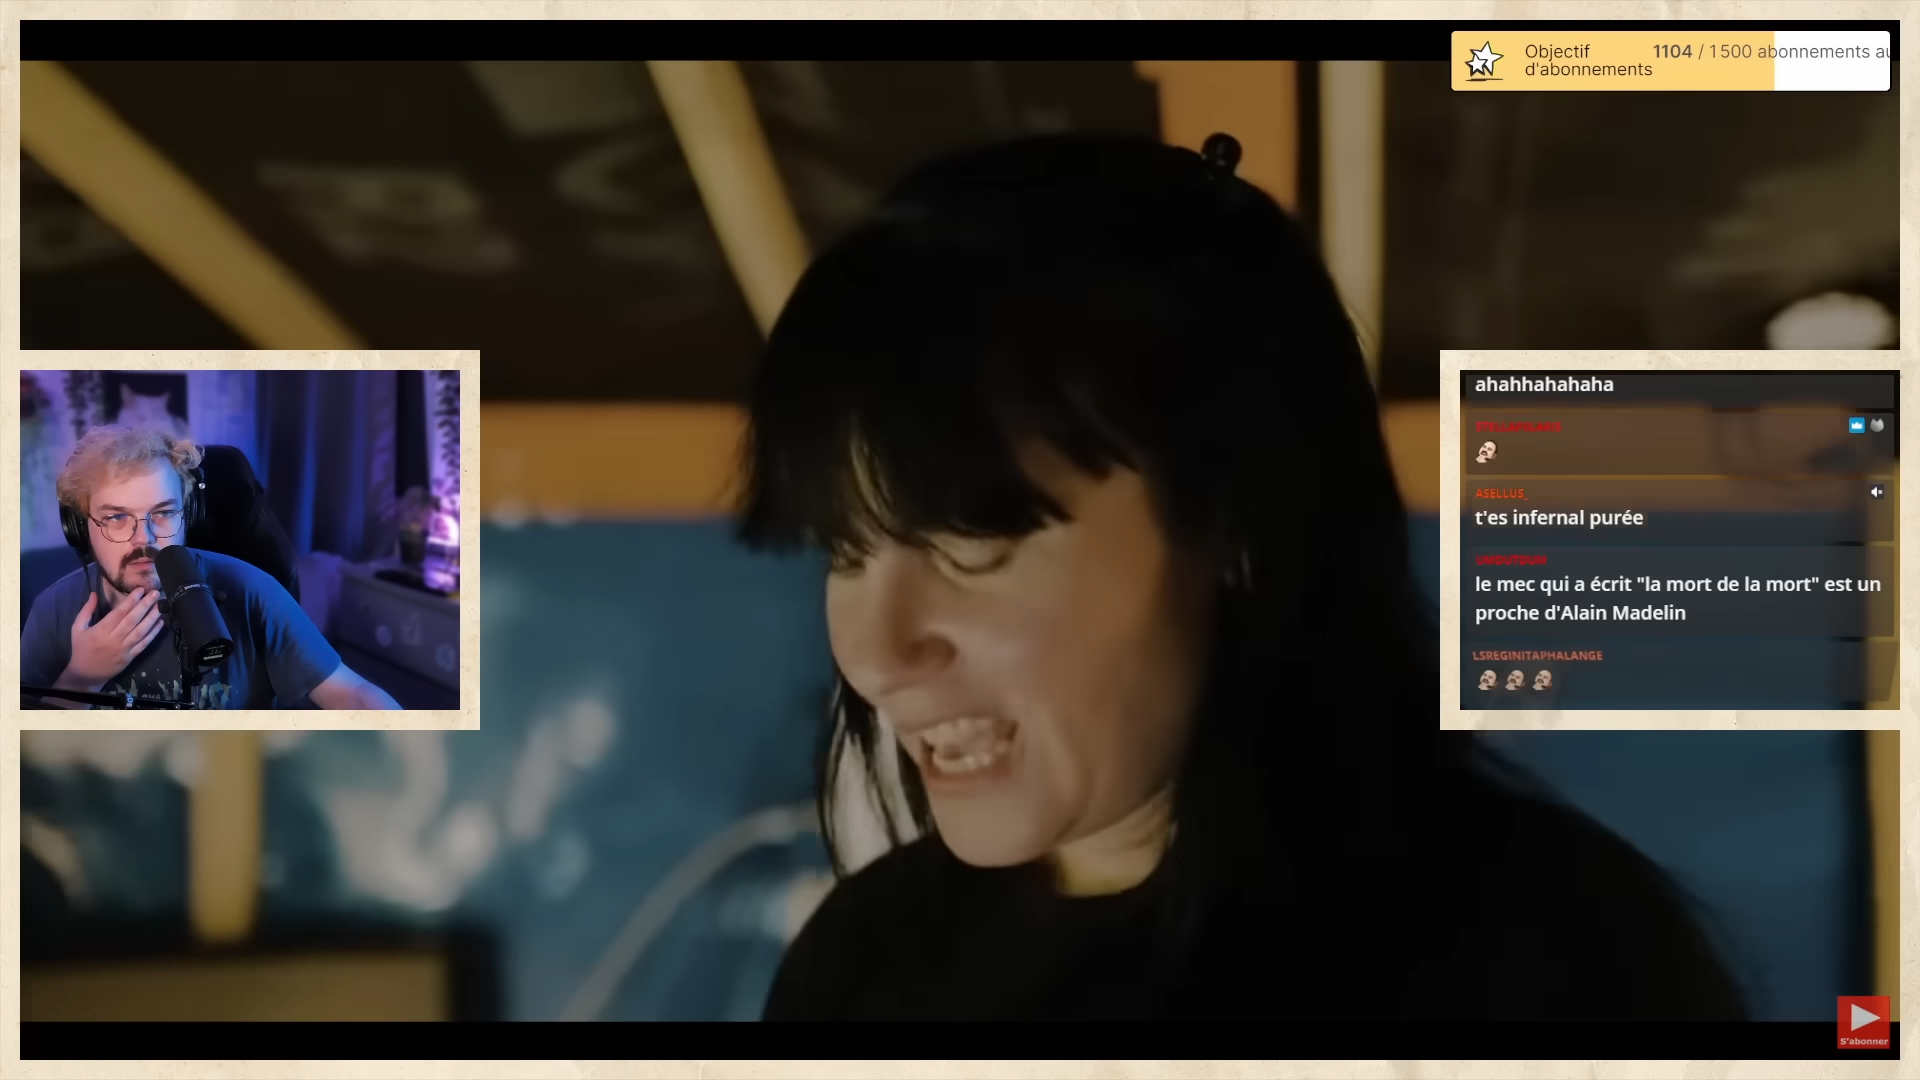 Objectif
d'abonnements
1104 / 1500 abonnements au
ahahhahahaha
ASELLUS_
t'es infernal purée
le mec qui a écrit "la mort de la mort" est un
proche d'Alain Madelin
LSREGINITAPHALANGE
S'abonner